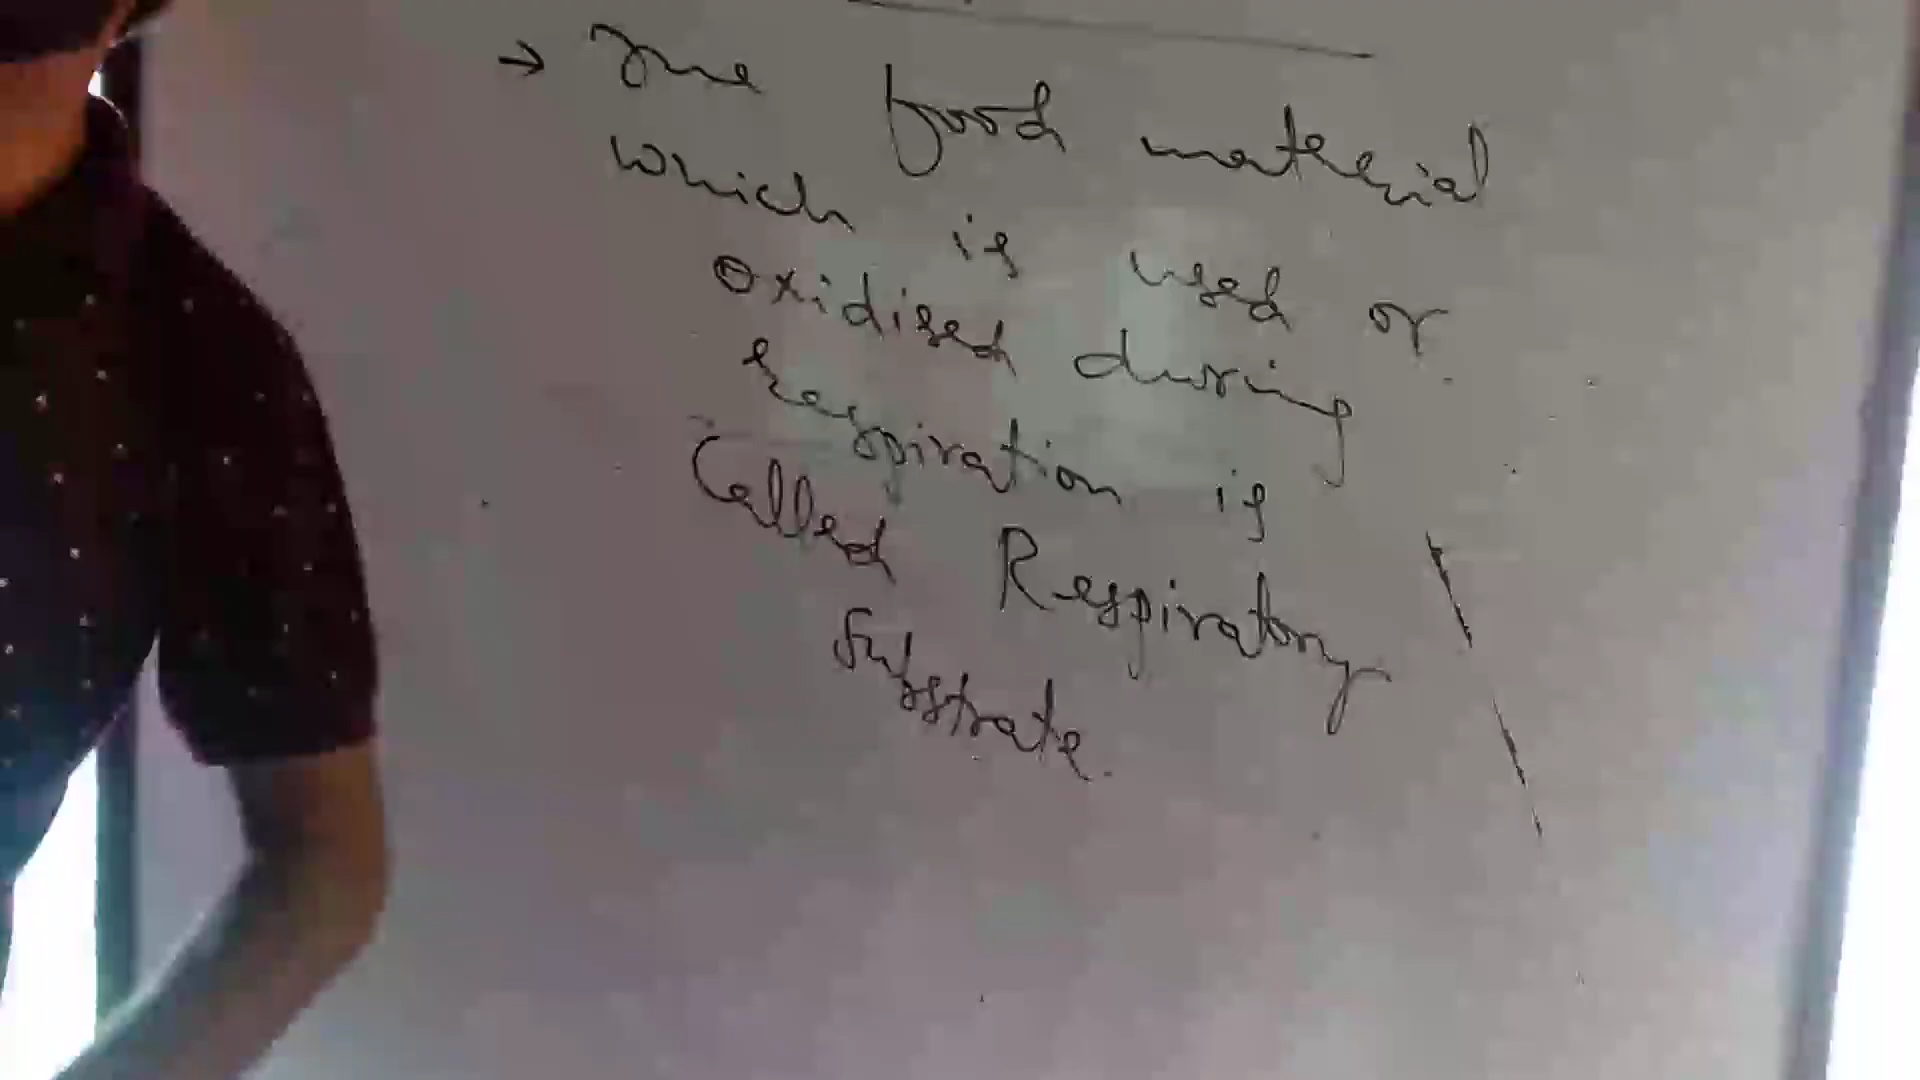 → The food material
which is used or
oxidised during
respiration is
Called Respiratory
Substrate.